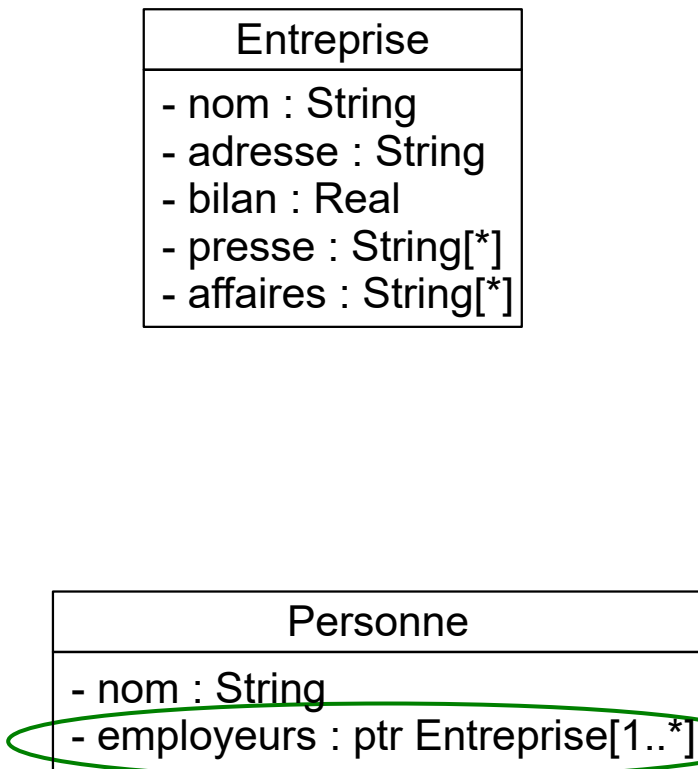 Entreprise
- nom : String
- adresse : String
- bilan : Real
- presse : String[*]
- affaires : String[*]
Personne
- nom : String
- employeurs : ptr Entreprise[1..*]